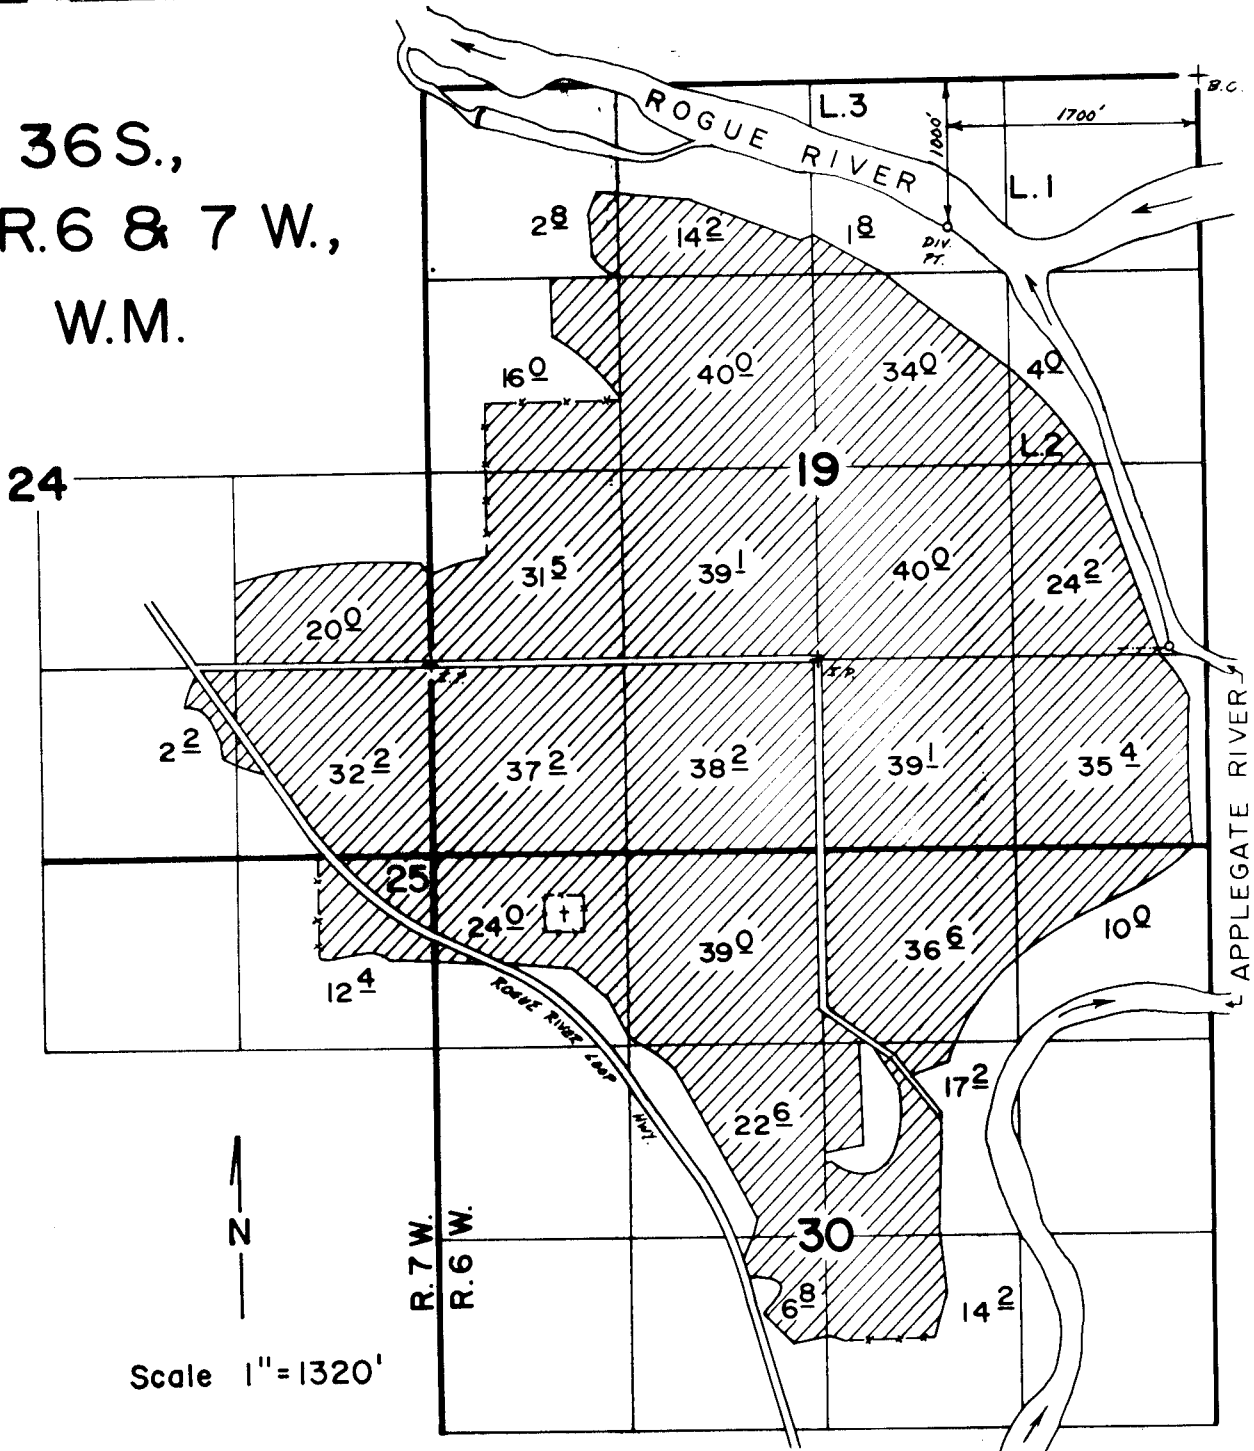 36 S.,
R. 6 & 7 W.,
W.M.
B.C.
L.3
1700'
1000'
ROGUE RIVER
L.1
2 8
14 2
1 8
DIV.
PT.
16 0
40 0
34 0
4 0
L.2
24
19
31 5
39 1
40 0
24 2
20 0
I.P.
I.P.
2 2
32 2
37 2
38 2
39 1
35 4
APPLEGATE RIVER
25
24 0
39 0
36 6
10 0
12 4
ROGUE RIVER LOOP HWY.
17 2
22 6
N
R. 7 W.
R. 6 W.
30
6 8
14 2
Scale 1"=1320'